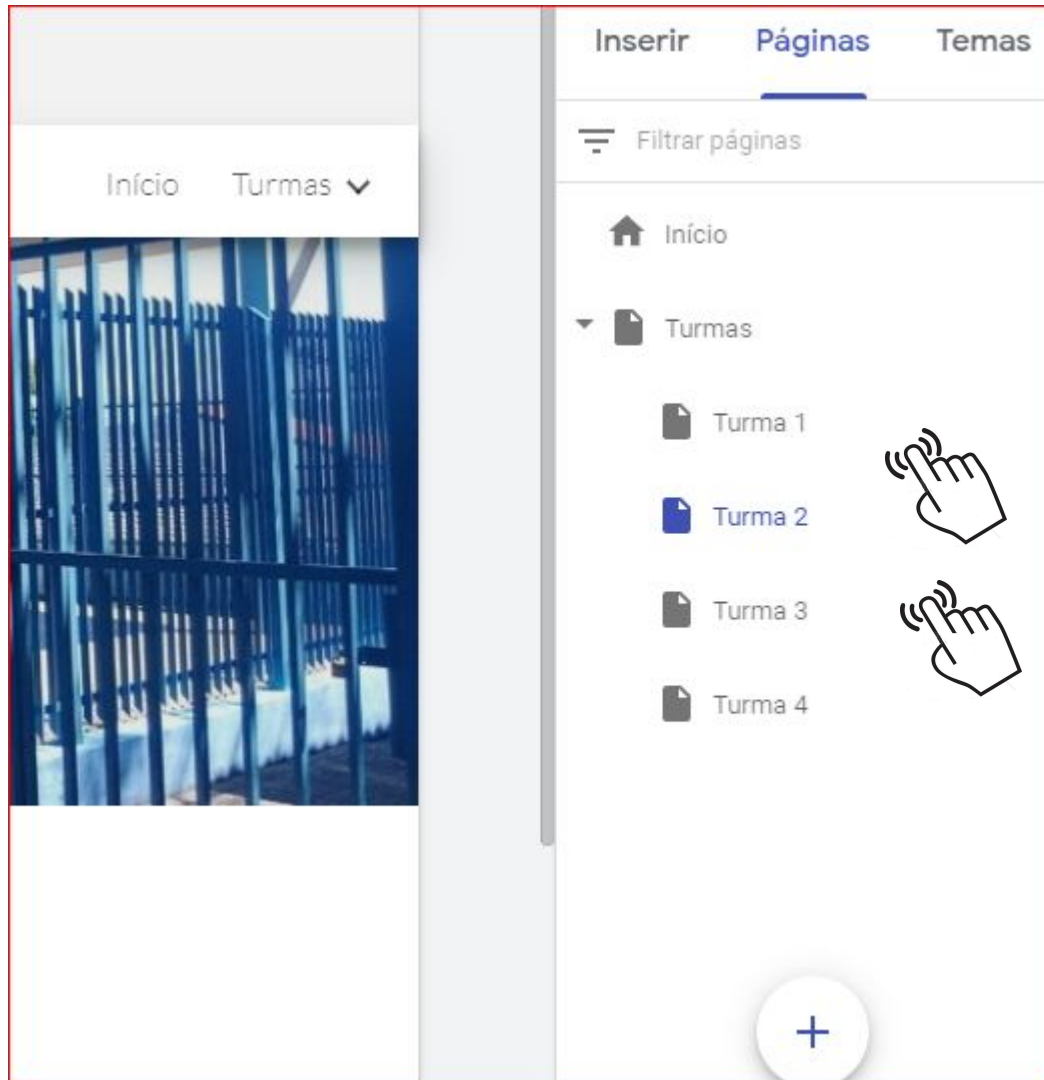 Inserir Páginas Temas
Filtrar páginas
Início Turmas
Início
Turmas
Turma 1
Turma 2
Turma 3
Turma 4